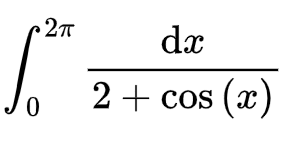 ∫₀^{2π} dx / (2 + cos (x))